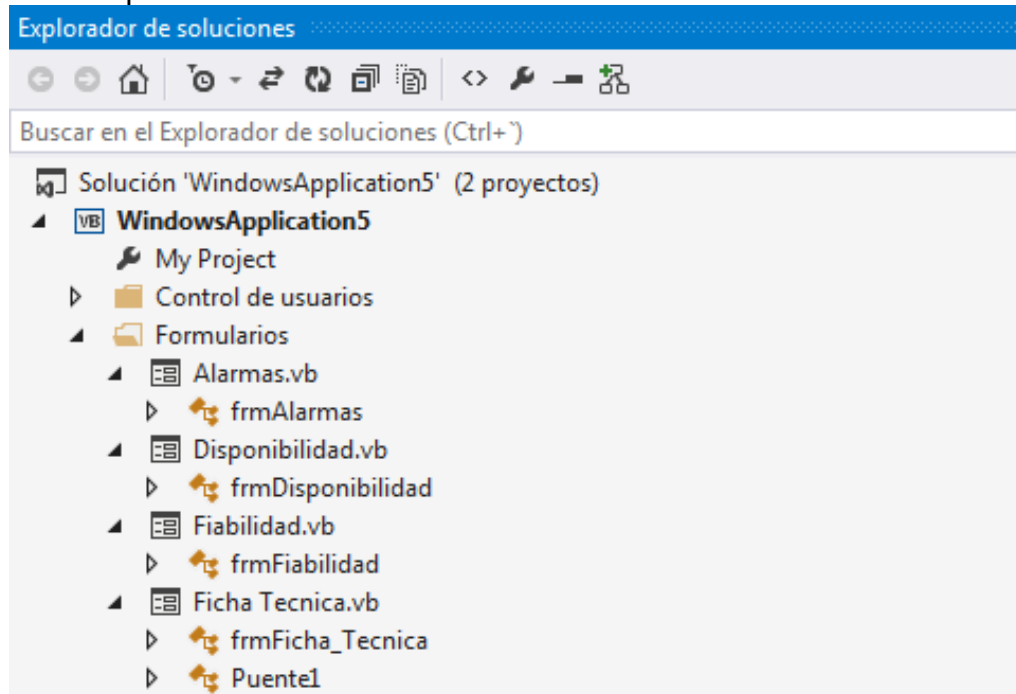 Explorador de soluciones
Buscar en el Explorador de soluciones (Ctrl+`)
Solución 'WindowsApplication5' (2 proyectos)
VB WindowsApplication5
My Project
Control de usuarios
Formularios
Alarmas.vb
frmAlarmas
Disponibilidad.vb
frmDisponibilidad
Fiabilidad.vb
frmFiabilidad
Ficha Tecnica.vb
frmFicha_Tecnica
Puente1